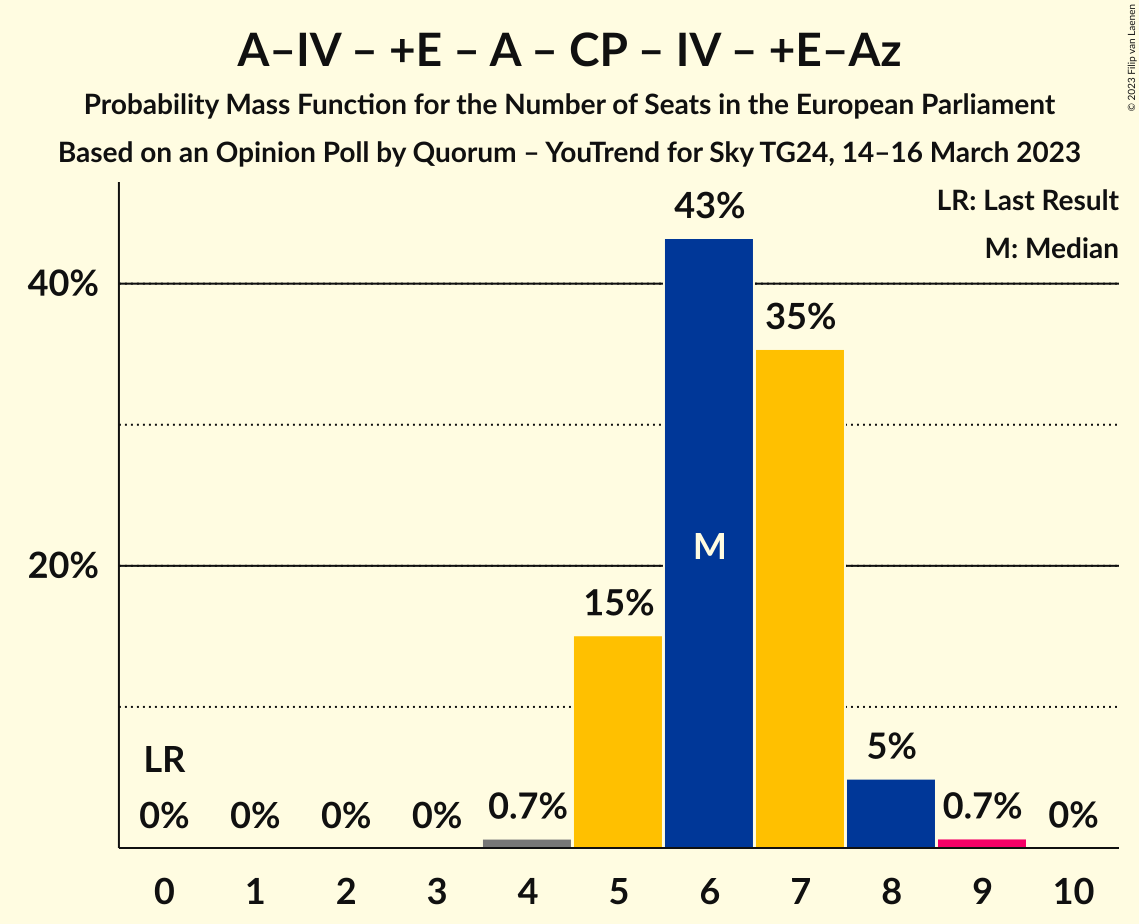 A–IV – +E – A – CP – IV – +E–Az
Probability Mass Function for the Number of Seats in the European Parliament
Based on an Opinion Poll by Quorum – YouTrend for Sky TG24, 14–16 March 2023
© 2023 Filip van Laenen
LR: Last Result
M: Median
43%
40%
35%
M
20%
15%
LR
5%
0% 0% 0% 0% 0.7% 0.7% 0%
0 1 2 3 4 5 6 7 8 9 10